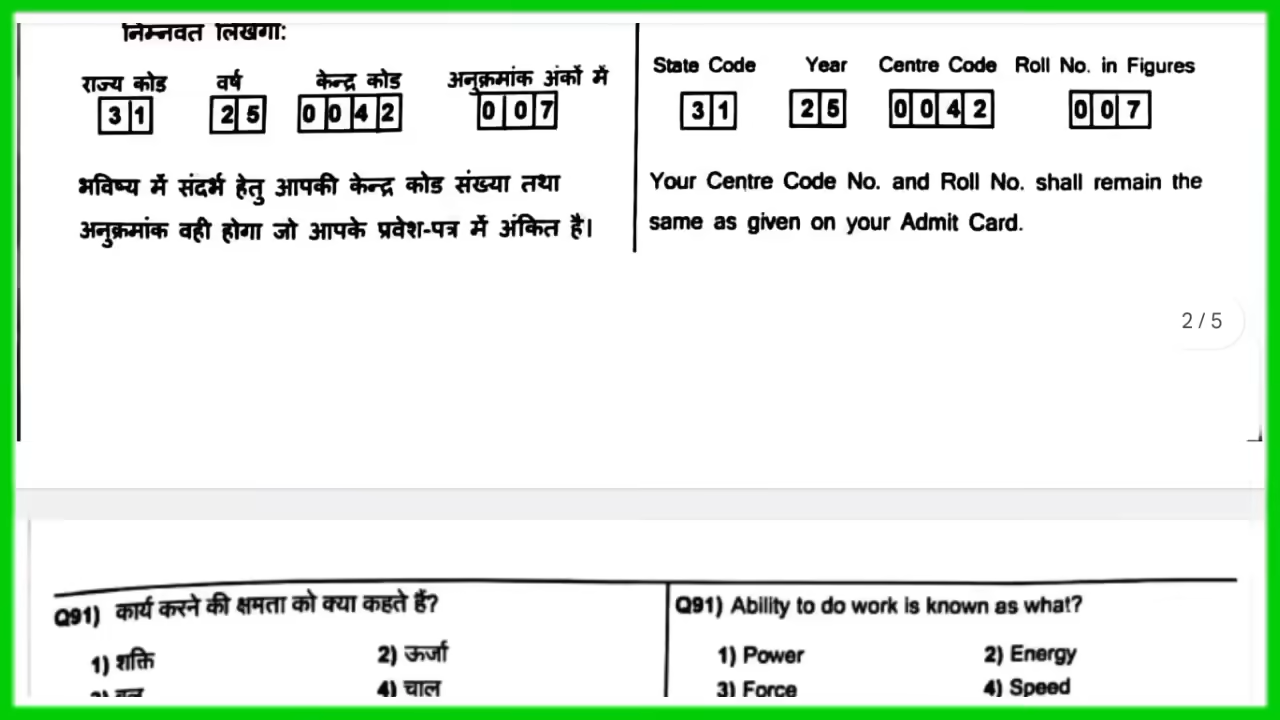 निम्नवत लिखेगा:
राज्य कोड वर्ष केन्द्र कोड अनुक्रमांक अंकों में
3 1 2 5 0 0 4 2 0 0 7
भविष्य में संदर्भ हेतु आपकी केन्द्र कोड संख्या तथा
अनुक्रमांक वही होगा जो आपके प्रवेश-पत्र में अंकित है।
State Code Year Centre Code Roll No. in Figures
3 1 2 5 0 0 4 2 0 0 7
Your Centre Code No. and Roll No. shall remain the
same as given on your Admit Card.
2 / 5
Q91) कार्य करने की क्षमता को क्या कहते हैं?
1) शक्ति 2) ऊर्जा
3) बल 4) चाल
Q91) Ability to do work is known as what?
1) Power 2) Energy
3) Force 4) Speed